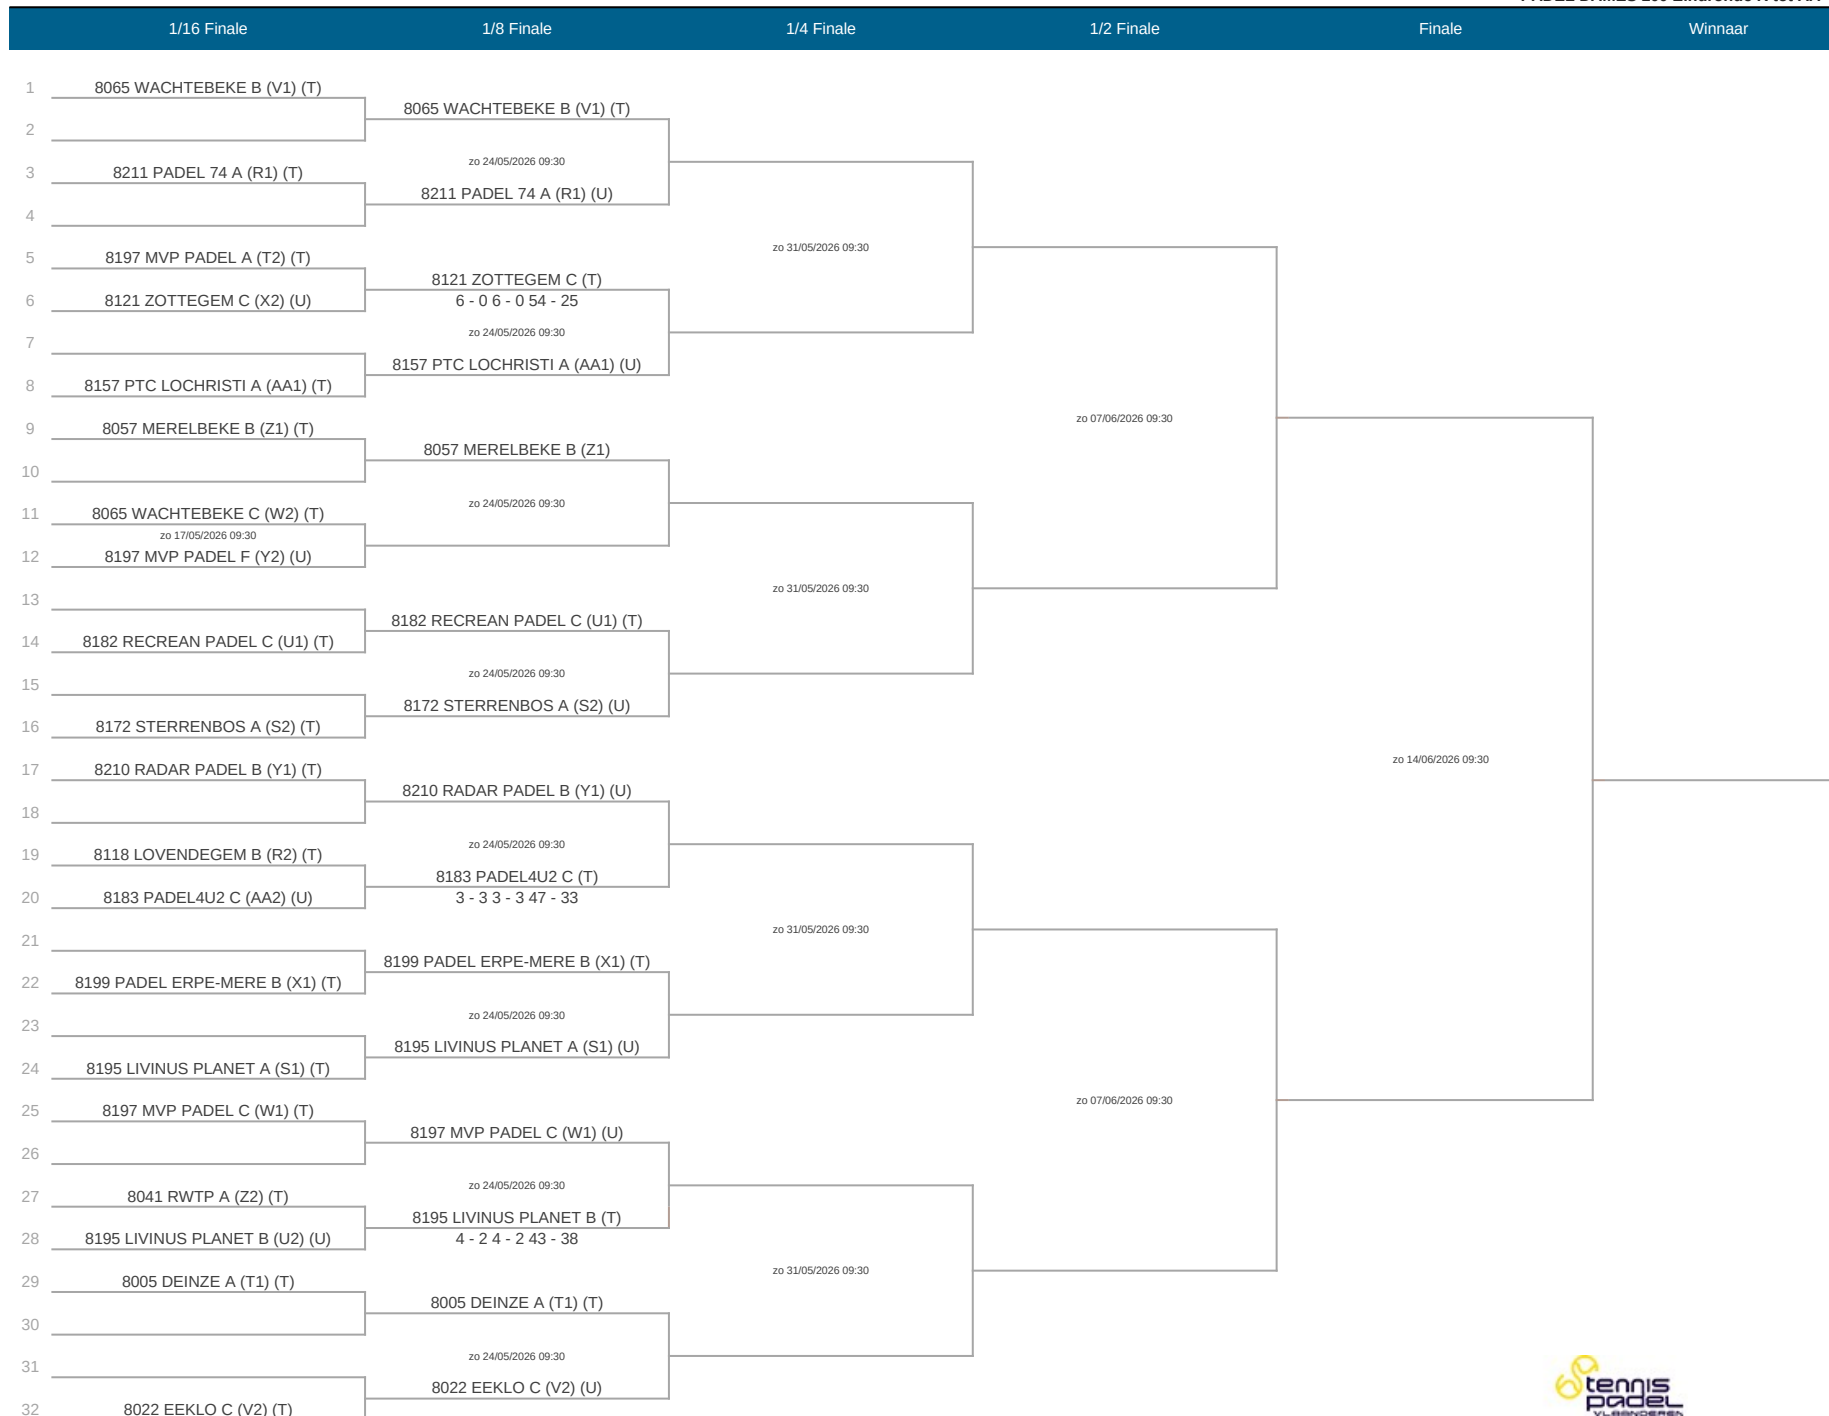 1/16 Finale 1/8 Finale 1/4 Finale 1/2 Finale Finale Winnaar
1 8065 WACHTEBEKE B (V1) (T)
8065 WACHTEBEKE B (V1) (T)
2
zo 24/05/2026 09:30
3 8211 PADEL 74 A (R1) (T)
8211 PADEL 74 A (R1) (U)
4
zo 31/05/2026 09:30
5 8197 MVP PADEL A (T2) (T)
8121 ZOTTEGEM C (T)
6 8121 ZOTTEGEM C (X2) (U) 6 - 0 6 - 0 54 - 25
zo 24/05/2026 09:30
7
8157 PTC LOCHRISTI A (AA1) (U)
8 8157 PTC LOCHRISTI A (AA1) (T)
zo 07/06/2026 09:30
9 8057 MERELBEKE B (Z1) (T)
8057 MERELBEKE B (Z1)
10
zo 24/05/2026 09:30
11 8065 WACHTEBEKE C (W2) (T)
zo 17/05/2026 09:30
12 8197 MVP PADEL F (Y2) (U)
zo 31/05/2026 09:30
13
8182 RECREAN PADEL C (U1) (T)
14 8182 RECREAN PADEL C (U1) (T)
zo 24/05/2026 09:30
15
8172 STERRENBOS A (S2) (U)
16 8172 STERRENBOS A (S2) (T)
zo 14/06/2026 09:30
17 8210 RADAR PADEL B (Y1) (T)
8210 RADAR PADEL B (Y1) (U)
18
zo 24/05/2026 09:30
19 8118 LOVENDEGEM B (R2) (T)
8183 PADEL4U2 C (T)
20 8183 PADEL4U2 C (AA2) (U) 3 - 3 3 - 3 47 - 33
zo 31/05/2026 09:30
21
8199 PADEL ERPE-MERE B (X1) (T)
22 8199 PADEL ERPE-MERE B (X1) (T)
zo 24/05/2026 09:30
23
8195 LIVINUS PLANET A (S1) (U)
24 8195 LIVINUS PLANET A (S1) (T)
zo 07/06/2026 09:30
25 8197 MVP PADEL C (W1) (T)
8197 MVP PADEL C (W1) (U)
26
zo 24/05/2026 09:30
27 8041 RWTP A (Z2) (T)
8195 LIVINUS PLANET B (T)
28 8195 LIVINUS PLANET B (U2) (U) 4 - 2 4 - 2 43 - 38
zo 31/05/2026 09:30
29 8005 DEINZE A (T1) (T)
8005 DEINZE A (T1) (T)
30
zo 24/05/2026 09:30
31
8022 EEKLO C (V2) (U)
32 8022 EEKLO C (V2) (T)
tennis
padel
VLAANDEREN